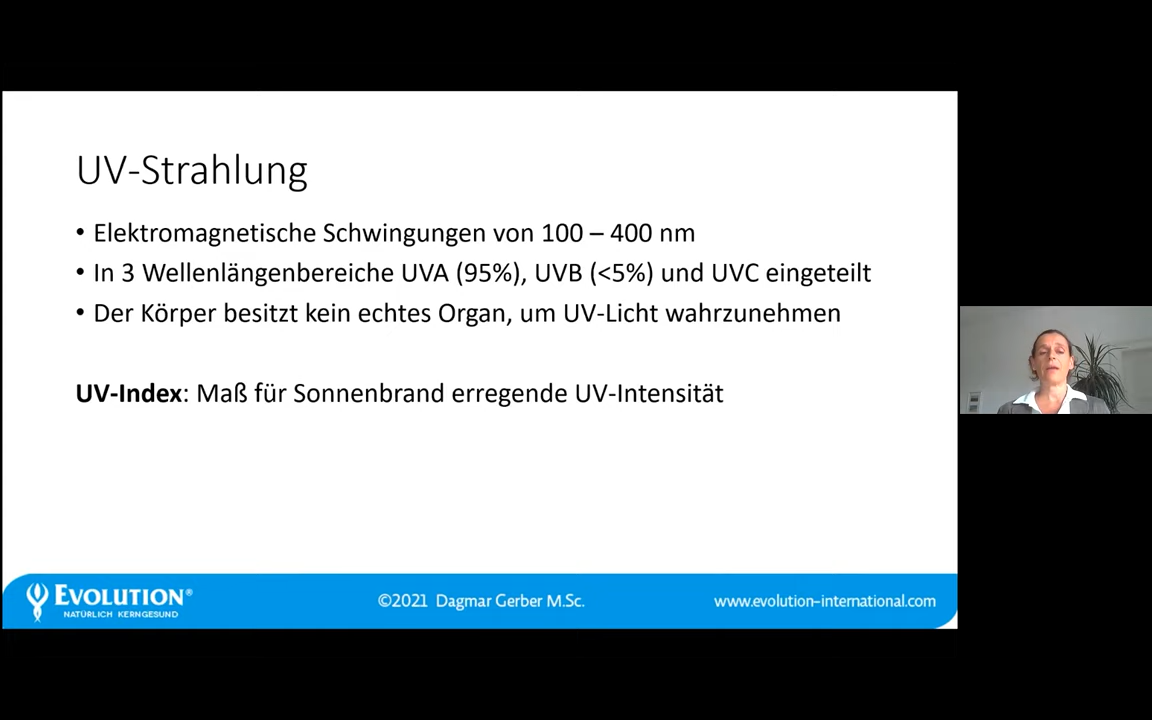 UV-Strahlung
• Elektromagnetische Schwingungen von 100 – 400 nm
• In 3 Wellenlängenbereiche UVA (95%), UVB (<5%) und UVC eingeteilt
• Der Körper besitzt kein echtes Organ, um UV-Licht wahrzunehmen
UV-Index: Maß für Sonnenbrand erregende UV-Intensität
EVOLUTION®
NATÜRLICH KERNGESUND
©2021 Dagmar Gerber M.Sc.
www.evolution-international.com